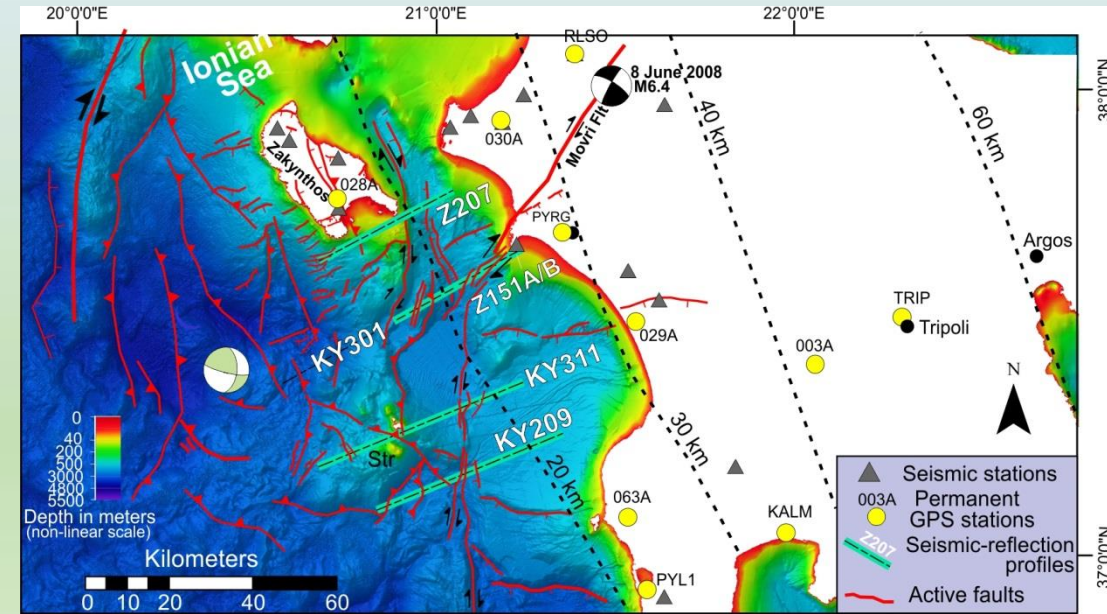 20°0'0"E
21°0'0"E
22°0'0"E
RLSO
Ionian
Sea
8 June 2008
M6.4
38°0'0"N
40 km
60 km
030A
Movri Flt
Zakynthos
028A
Z207
PYRG
Argos
Z151A/B
TRIP
Tripoli
KY301
029A
003A
KY311
N
0
40
200
500
3000
4000
5500
Depth in meters
(non-linear scale)
KY209
Str
30 km
20 km
063A
KALM
PYL1
37°0'0"N
Kilometers
0 10 20 40 60
Seismic stations
003A Permanent
GPS stations
Z207 Seismic-reflection
profiles
Active faults